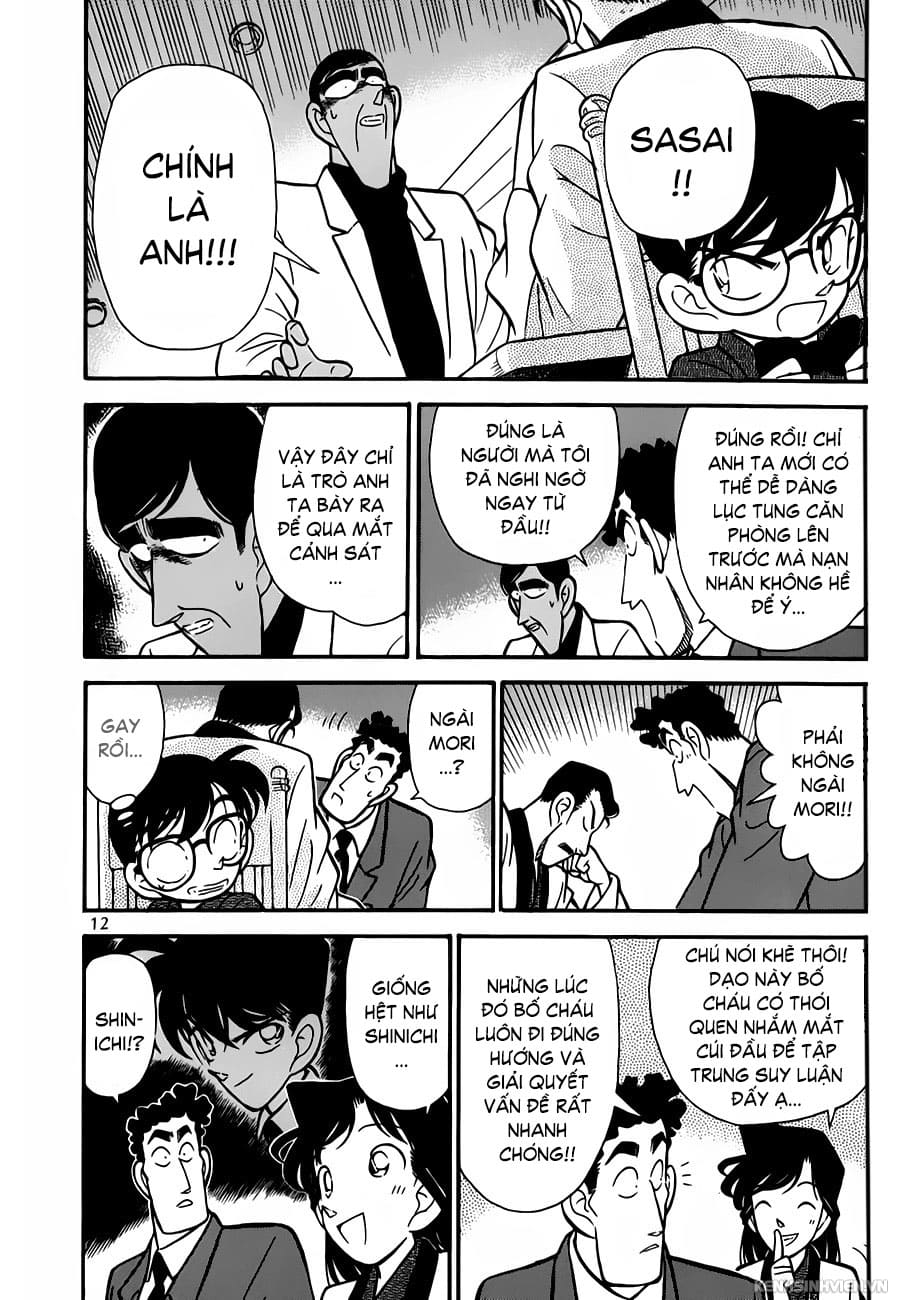 SASAI
!!
CHÍNH
LÀ
ANH!!!
ĐÚNG RỒI! CHỈ
ANH TA MỚI CÓ
THỂ DỄ DÀNG
LỤC TUNG CĂN
PHÒNG LÊN
TRƯỚC MÀ NẠN
NHÂN KHÔNG HỀ
ĐỂ Ý...
ĐÚNG LÀ
NGƯỜI MÀ TÔI
ĐÃ NGHI NGỜ
NGAY TỪ
ĐẦU!!
VẬY ĐÂY CHỈ
LÀ TRÒ ANH
TA BÀY RA
ĐỂ QUA MẮT
CẢNH SÁT
...
PHẢI
KHÔNG
NGÀI
MORI!!
NGÀI
MORI
...?
GAY
RỒI...
12
CHÚ NÓI KHẼ THÔI!
DẠO NÀY BỐ
CHÁU CÓ THÓI
QUEN NHẮM MẮT
CÚI ĐẦU ĐỂ TẬP
TRUNG SUY LUẬN
ĐẤY Ạ...
NHỮNG LÚC
ĐÓ BỐ CHÁU
LUÔN ĐI ĐÚNG
HƯỚNG VÀ
GIẢI QUYẾT
VẤN ĐỀ RẤT
NHANH
CHÓNG!!
GIỐNG
HỆT NHƯ
SHINICHI
...
SHIN-
ICHI!?
KENHSINHVIEN.VN